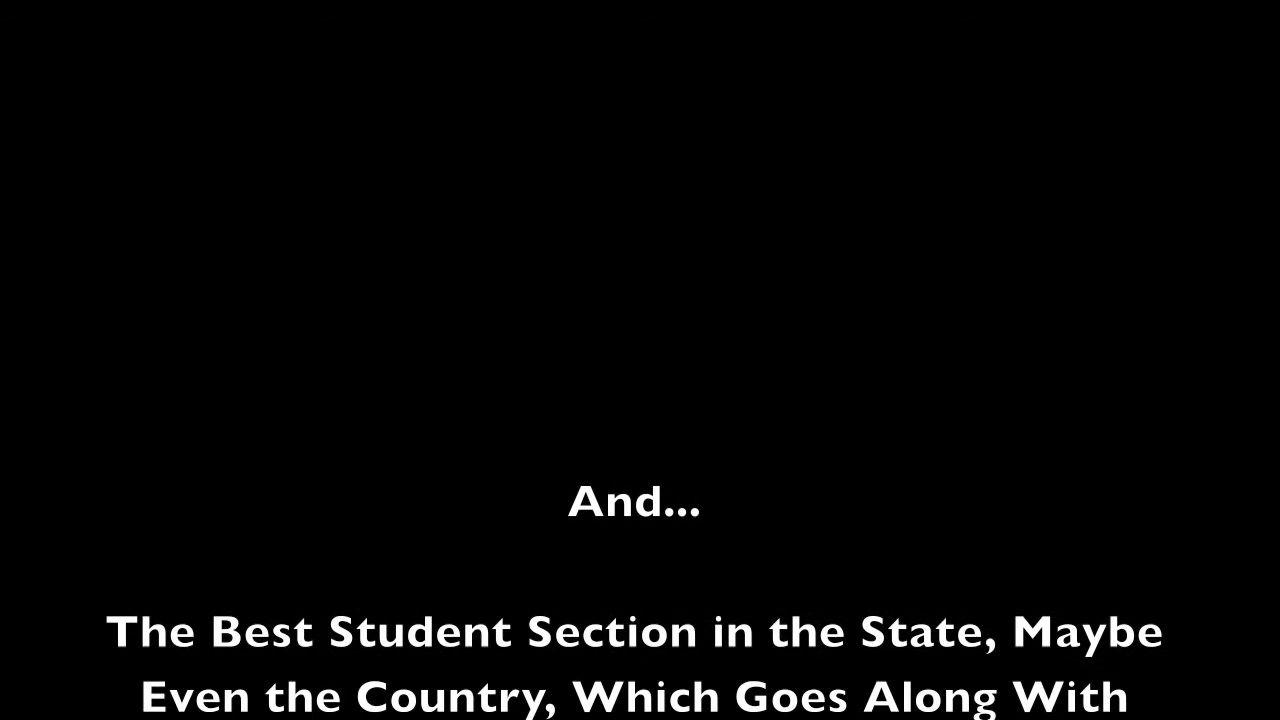 And...
The Best Student Section in the State, Maybe
Even the Country, Which Goes Along With